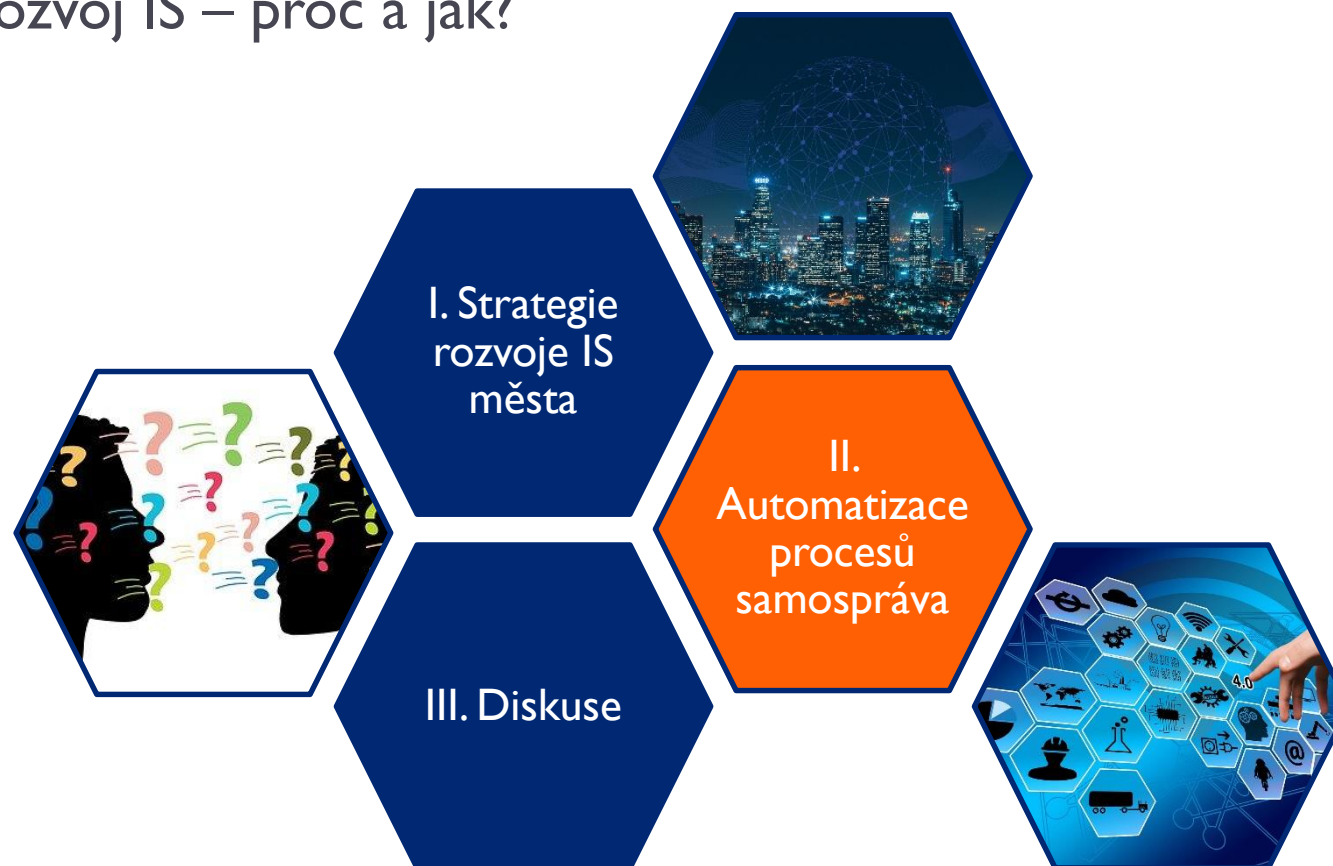 ozvoj IS – proč a jak?
I. Strategie
rozvoje IS
města
II.
Automatizace
procesů
samospráva
III. Diskuse
4.0
@